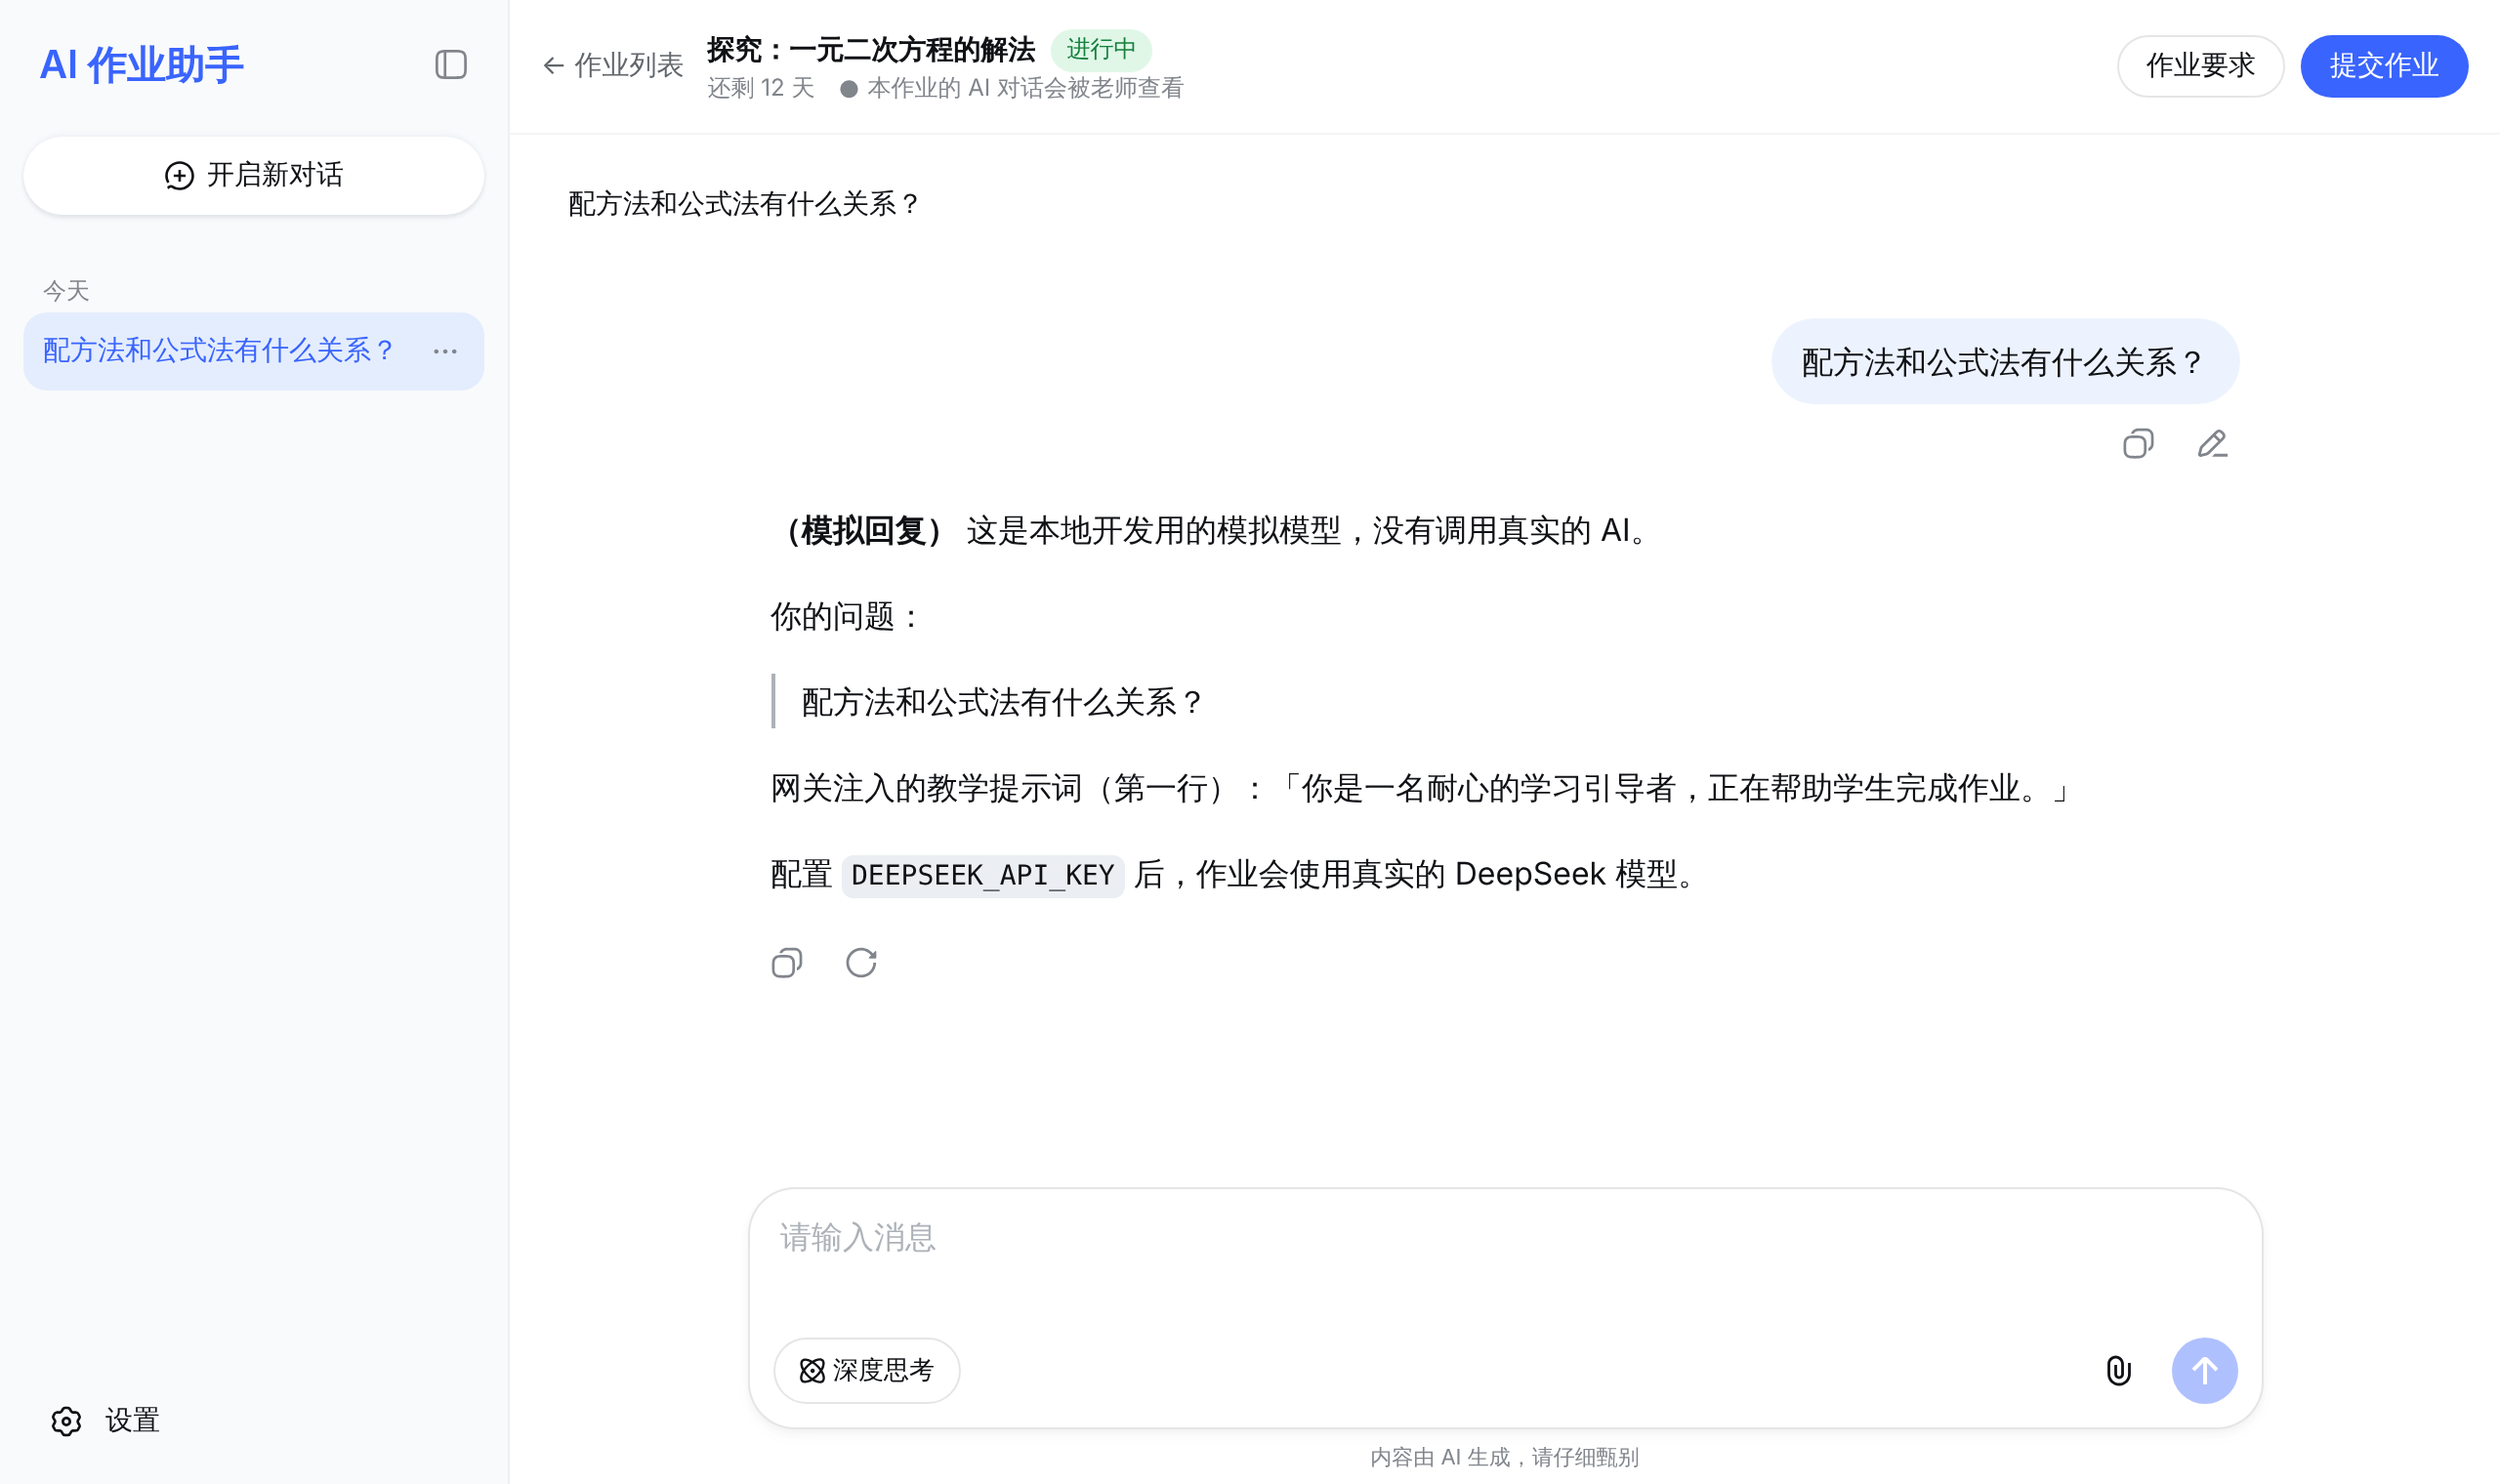 AI 作业助手
开启新对话
今天
配方法和公式法有什么关系？
设置
作业列表
探究：一元二次方程的解法 进行中
还剩 12 天 本作业的 AI 对话会被老师查看
作业要求
提交作业
配方法和公式法有什么关系？
配方法和公式法有什么关系？
（模拟回复） 这是本地开发用的模拟模型，没有调用真实的 AI。
你的问题：
配方法和公式法有什么关系？
网关注入的教学提示词（第一行）：「你是一名耐心的学习引导者，正在帮助学生完成作业。」
配置 DEEPSEEK_API_KEY 后，作业会使用真实的 DeepSeek 模型。
请输入消息
深度思考
内容由 AI 生成，请仔细甄别